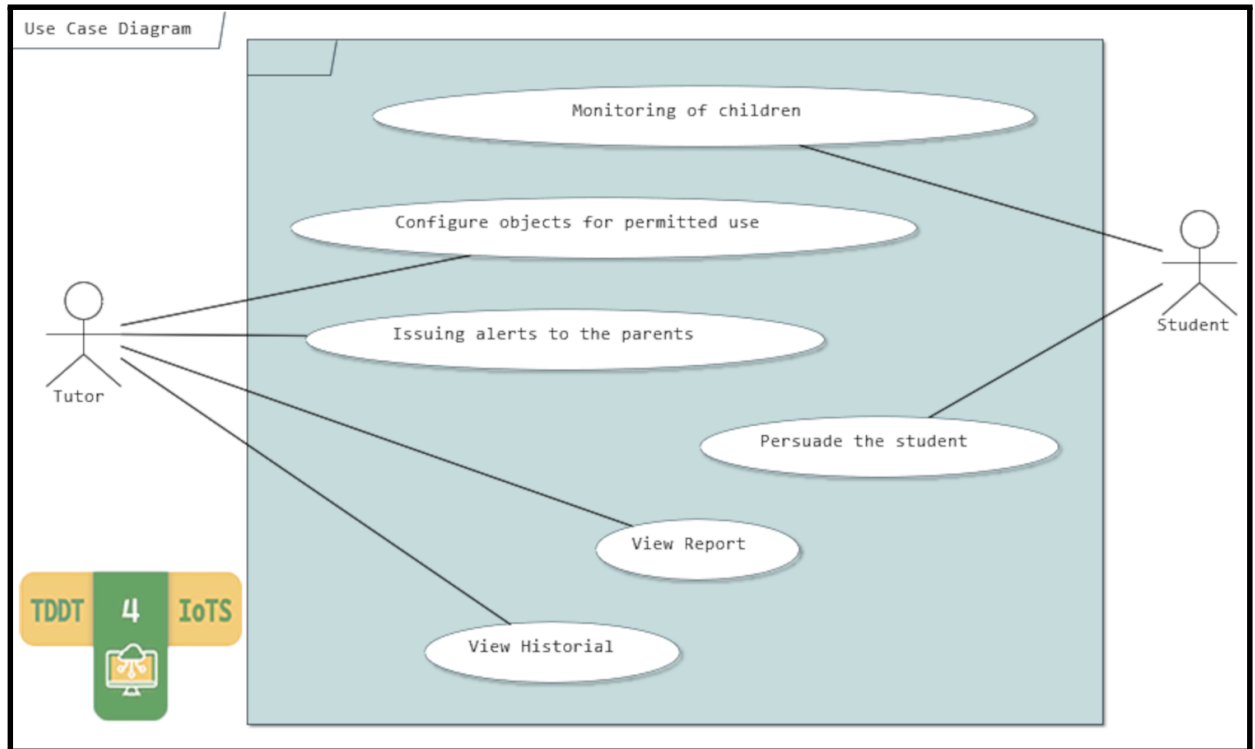 Use Case Diagram
Monitoring of children
Configure objects for permitted use
Issuing alerts to the parents
Student
Tutor
Persuade the student
View Report
TDDT 4 IoTS
View Historial